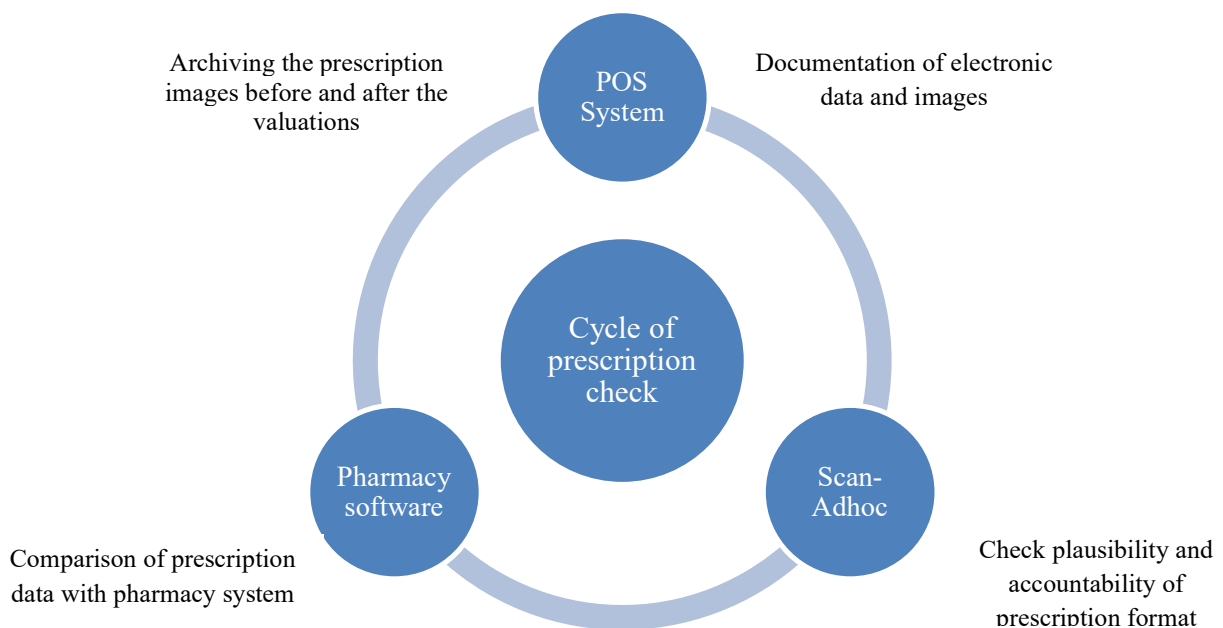 Archiving the prescription
images before and after the
valuations
POS
System
Documentation of electronic
data and images
Cycle of
prescription
check
Pharmacy
software
Scan-
Adhoc
Comparison of prescription
data with pharmacy system
Check plausibility and
accountability of
prescription format